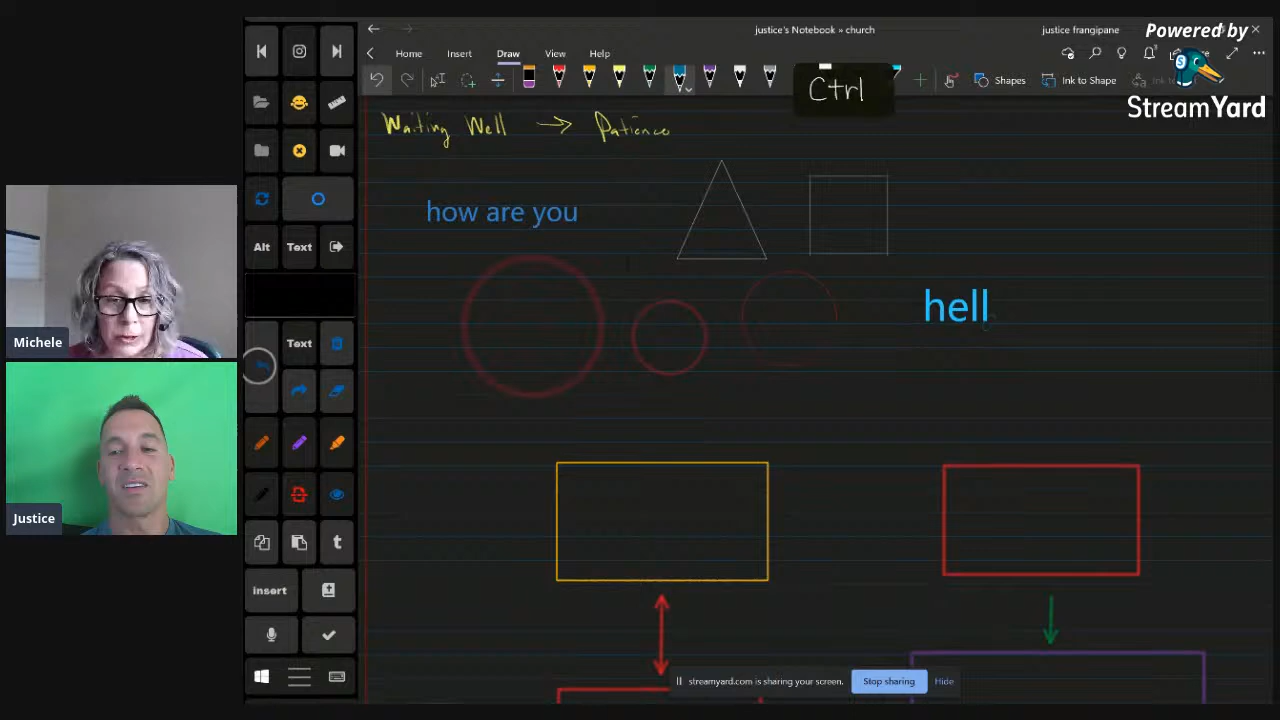 justice's Notebook » church
justice frangipane
Powered by
StreamYard
Home Insert Draw View Help
Ctrl
Shapes
Ink to Shape
Waiting Well → Patience
how are you
hell
Alt Text
Text
insert
t
Michele
Justice
streamyard.com is sharing your screen.
Stop sharing
Hide